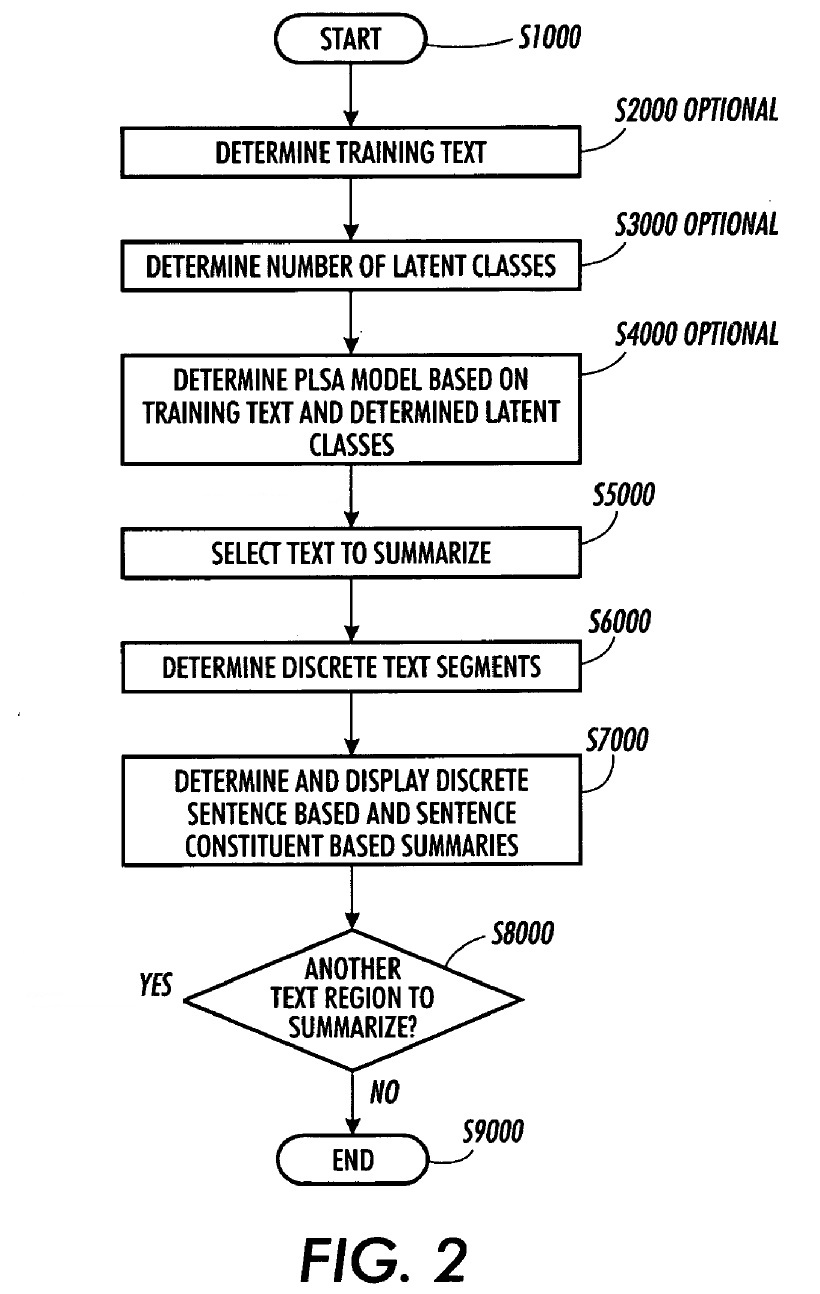 START
S1000
S2000 OPTIONAL
DETERMINE TRAINING TEXT
S3000 OPTIONAL
DETERMINE NUMBER OF LATENT CLASSES
S4000 OPTIONAL
DETERMINE PLSA MODEL BASED ON
TRAINING TEXT AND DETERMINED LATENT
CLASSES
S5000
SELECT TEXT TO SUMMARIZE
S6000
DETERMINE DISCRETE TEXT SEGMENTS
S7000
DETERMINE AND DISPLAY DISCRETE
SENTENCE BASED AND SENTENCE
CONSTITUENT BASED SUMMARIES
S8000
YES
ANOTHER
TEXT REGION TO
SUMMARIZE?
NO
S9000
END
FIG. 2